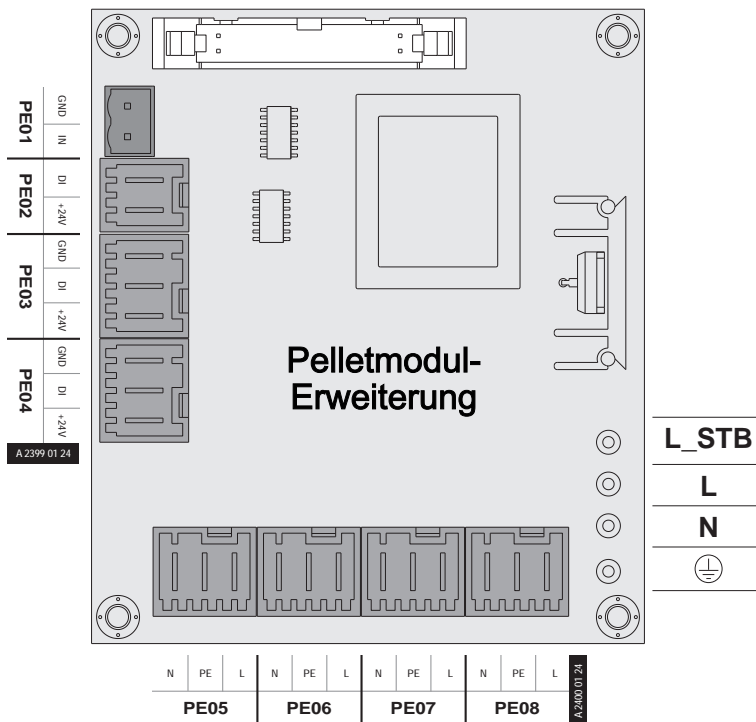 PE01
GND
IN
PE02
DI
+24V
PE03
GND
DI
+24V
PE04
GND
DI
+24V
A 2399 01 24
Pelletmodul-
Erweiterung
L_STB
L
N
N PE L N PE L N PE L N PE L
PE05 PE06 PE07 PE08
A 2400 01 24